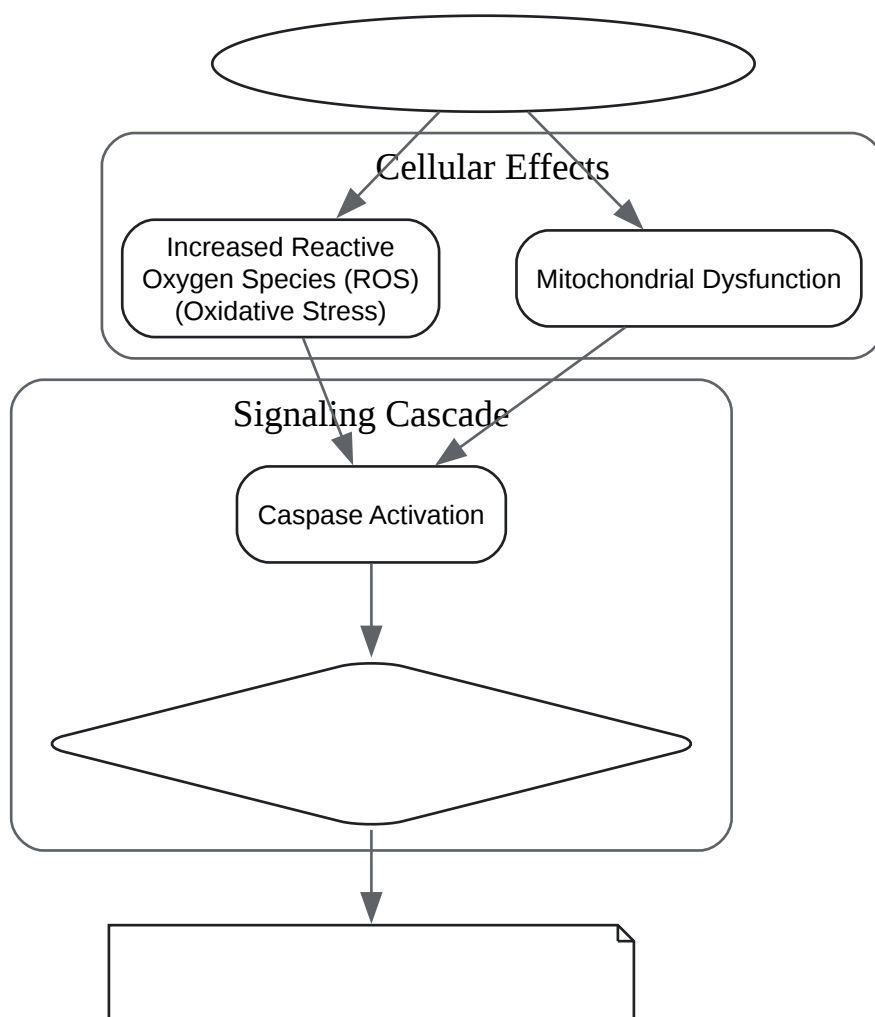 Cellular Effects
Increased Reactive
Oxygen Species (ROS)
(Oxidative Stress)
Mitochondrial Dysfunction
Signaling Cascade
Caspase Activation